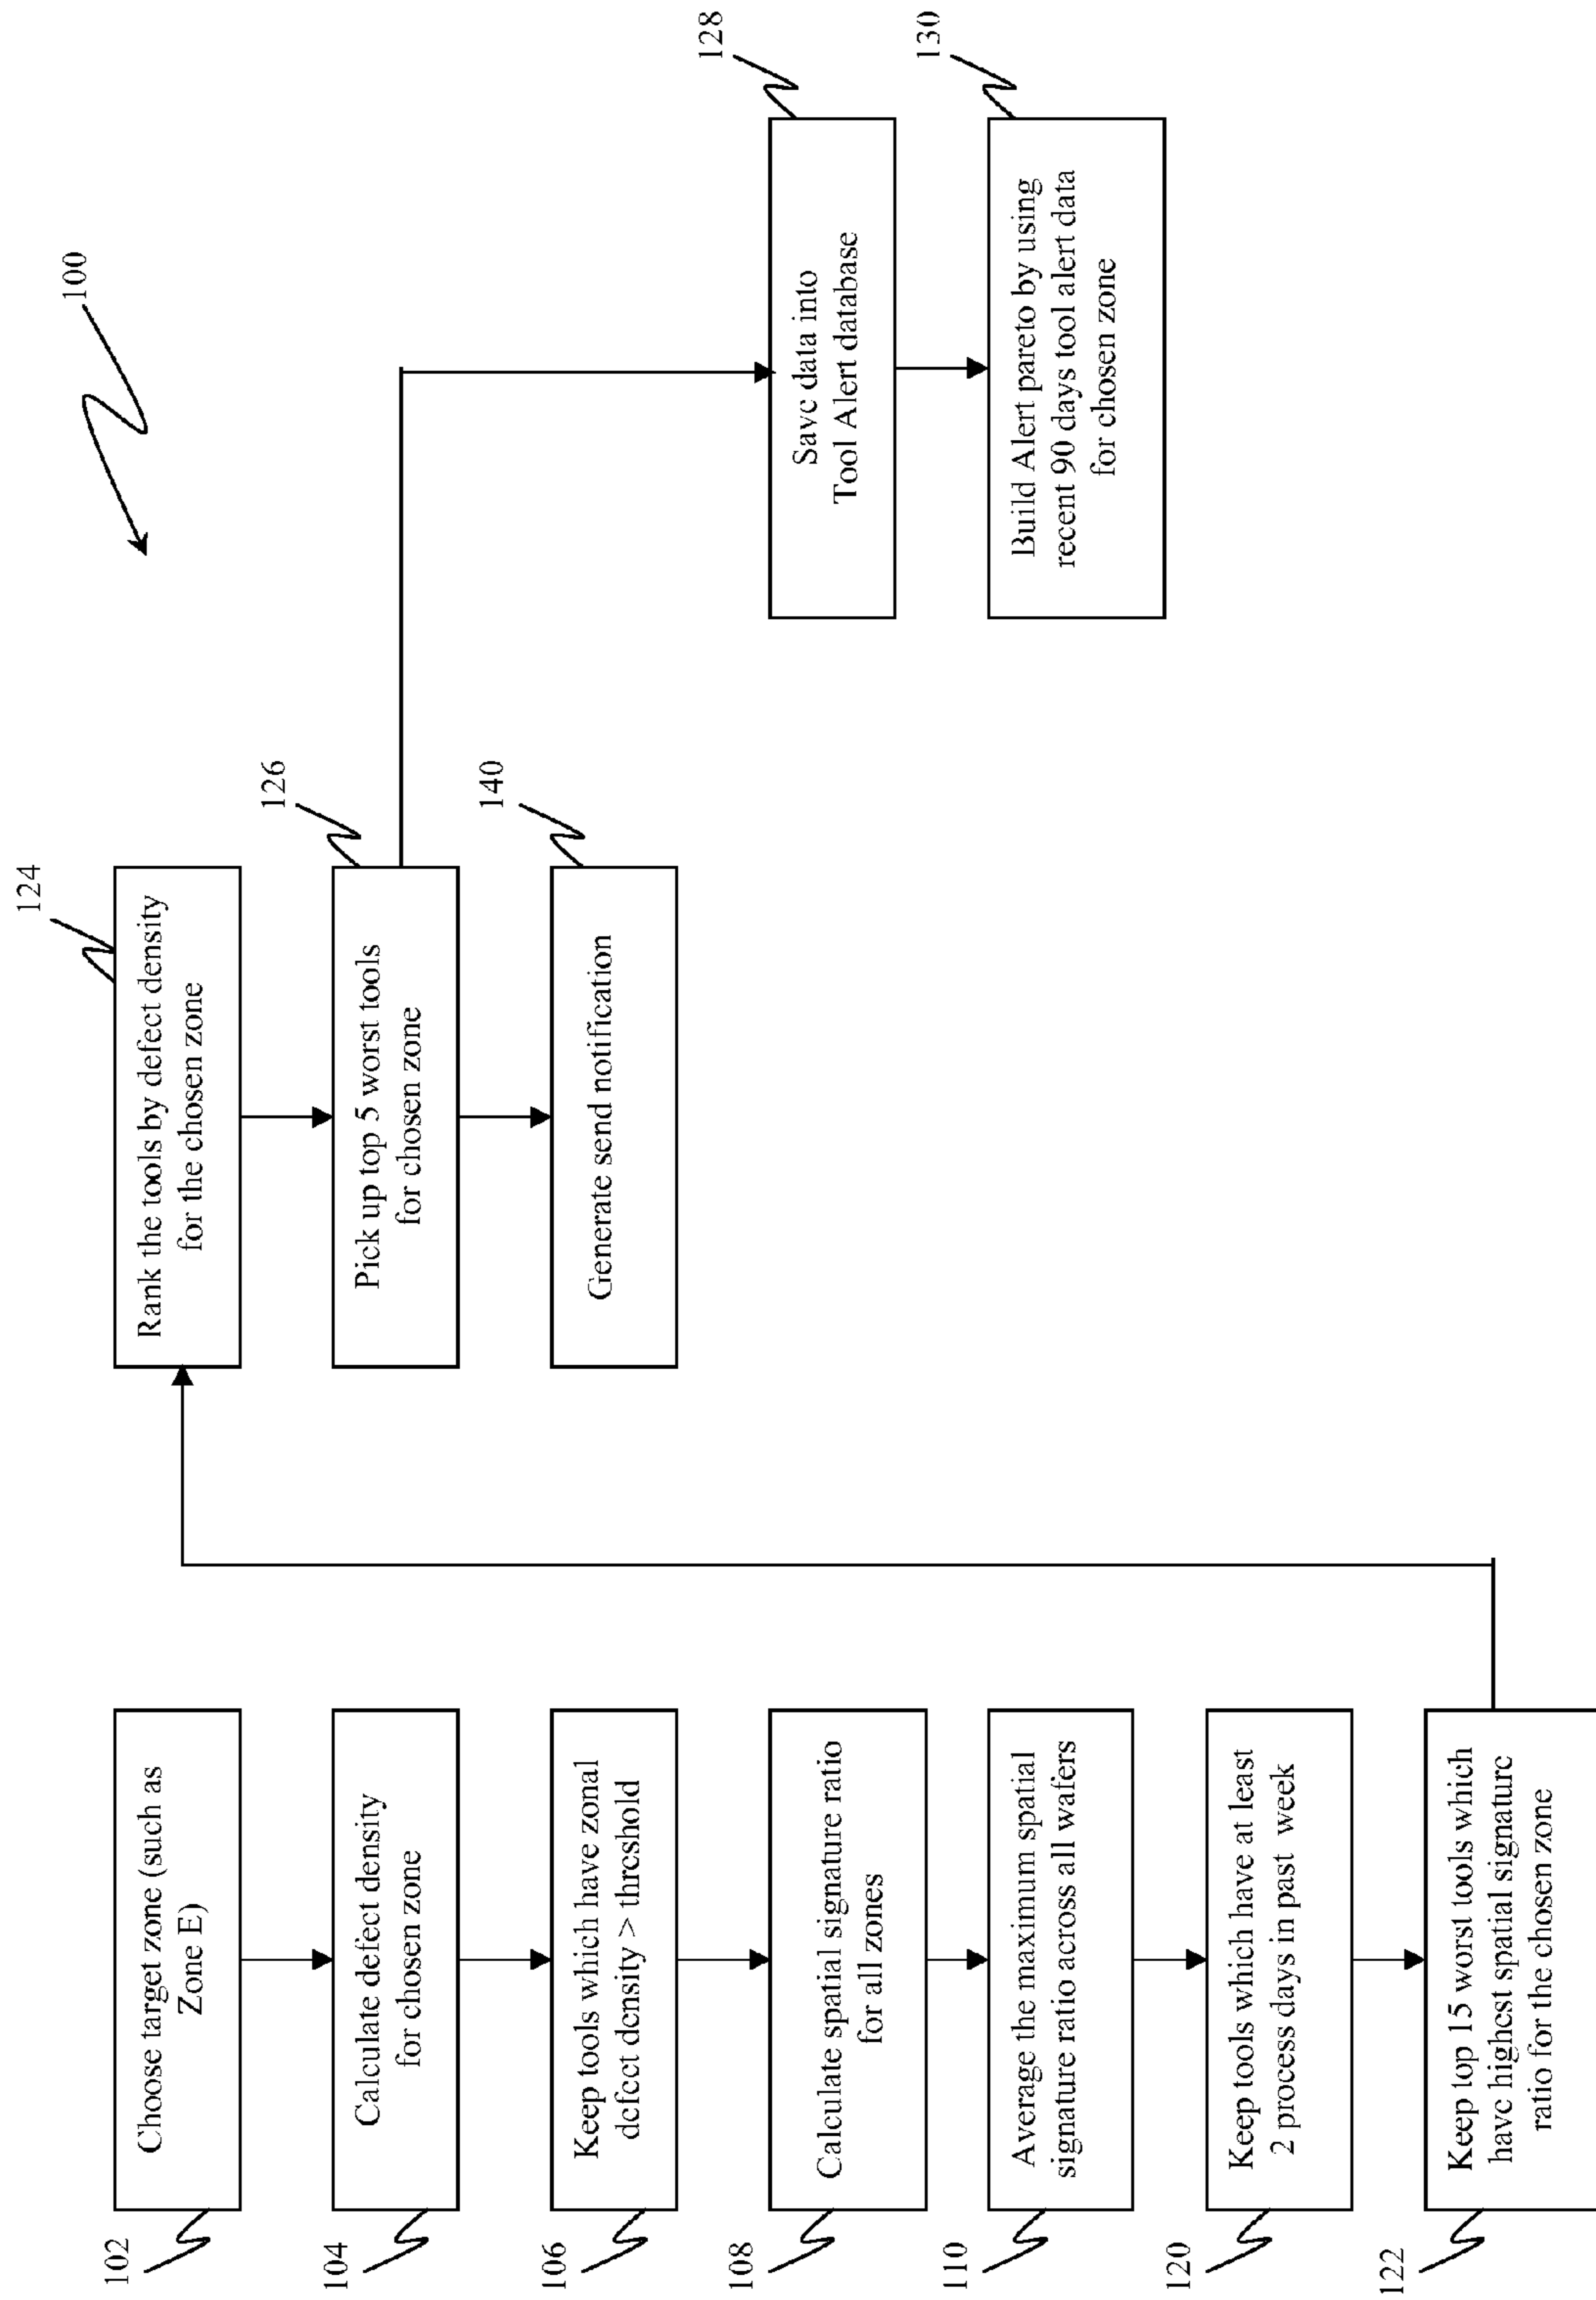 100
102
Choose target zone (such as
Zone E)
104
Calculate defect density
for chosen zone
106
Keep tools which have zonal
defect density > threshold
108
Calculate spatial signature ratio
for all zones
110
Average the maximum spatial
signature ratio across all wafers
120
Keep tools which have at least
2 process days in past week
122
Keep top 15 worst tools which
have highest spatial signature
ratio for the chosen zone
124
Rank the tools by defect density
for the chosen zone
126
Pick up top 5 worst tools
for chosen zone
140
Generate send notification
128
Save data into
Tool Alert database
130
Build Alert pareto by using
recent 90 days tool alert data
for chosen zone